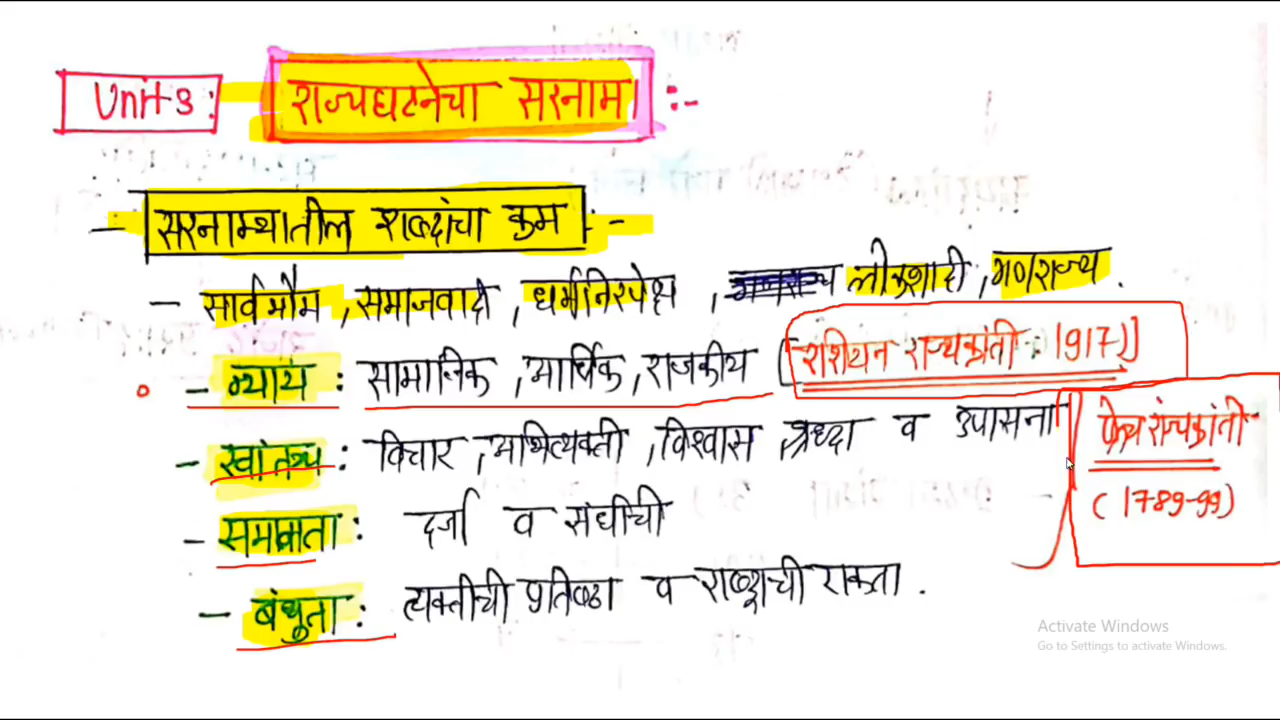 Unit-3:
राज्यघटनेचा सरनामा :-
- सरनाम्यातील शब्दांचा क्रम :-
- सार्वभौम, समाजवादी, धर्मनिरपेक्ष, लोकशाही, गणराज्य.
- न्याय : सामाजिक, आर्थिक, राजकीय [रशियन राज्यक्रांती : 1917]
- स्वातंत्र्य : विचार, अभिव्यक्ती, विश्वास, श्रध्दा व उपासना
फ्रेंच राज्यक्रांती
(1789-99)
- समानता : दर्जा व संधीची
- बंधुता : व्यक्तीची प्रतिष्ठा व राष्ट्राची एकता.
Activate Windows
Go to Settings to activate Windows.